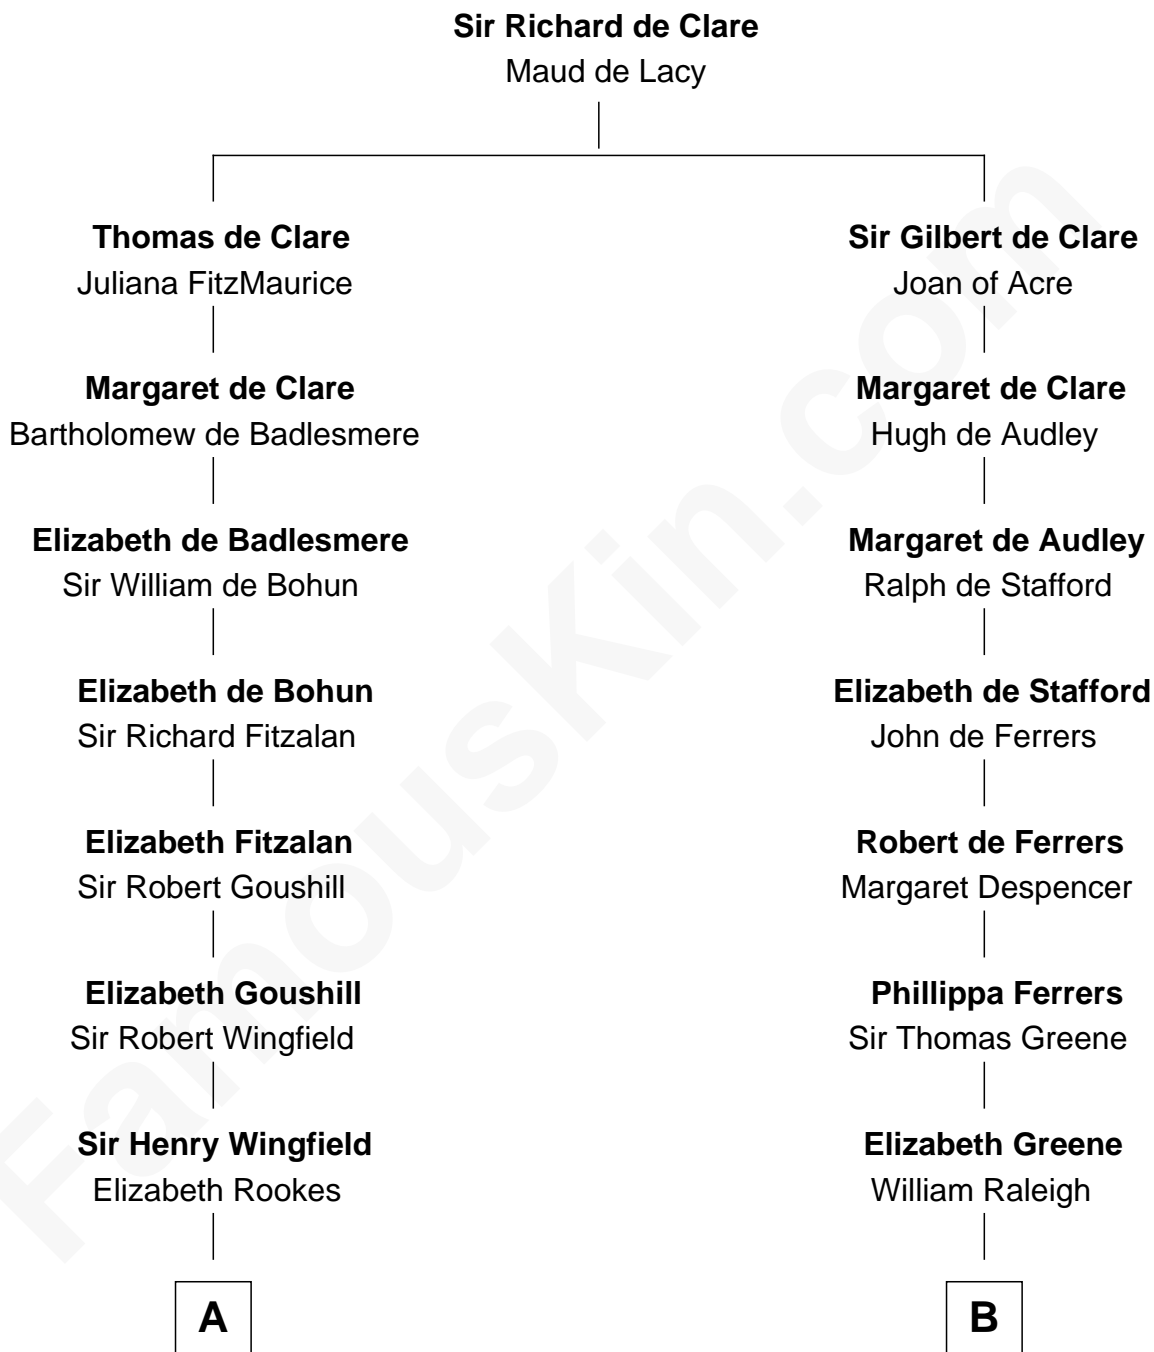 Sir Richard de Clare
Maud de Lacy
Thomas de Clare
Juliana FitzMaurice
Margaret de Clare
Bartholomew de Badlesmere
Elizabeth de Badlesmere
Sir William de Bohun
Elizabeth de Bohun
Sir Richard Fitzalan
Elizabeth Fitzalan
Sir Robert Goushill
Elizabeth Goushill
Sir Robert Wingfield
Sir Henry Wingfield
Elizabeth Rookes
A
Sir Gilbert de Clare
Joan of Acre
Margaret de Clare
Hugh de Audley
Margaret de Audley
Ralph de Stafford
Elizabeth de Stafford
John de Ferrers
Robert de Ferrers
Margaret Despencer
Phillippa Ferrers
Sir Thomas Greene
Elizabeth Greene
William Raleigh
B
FamousKin.com